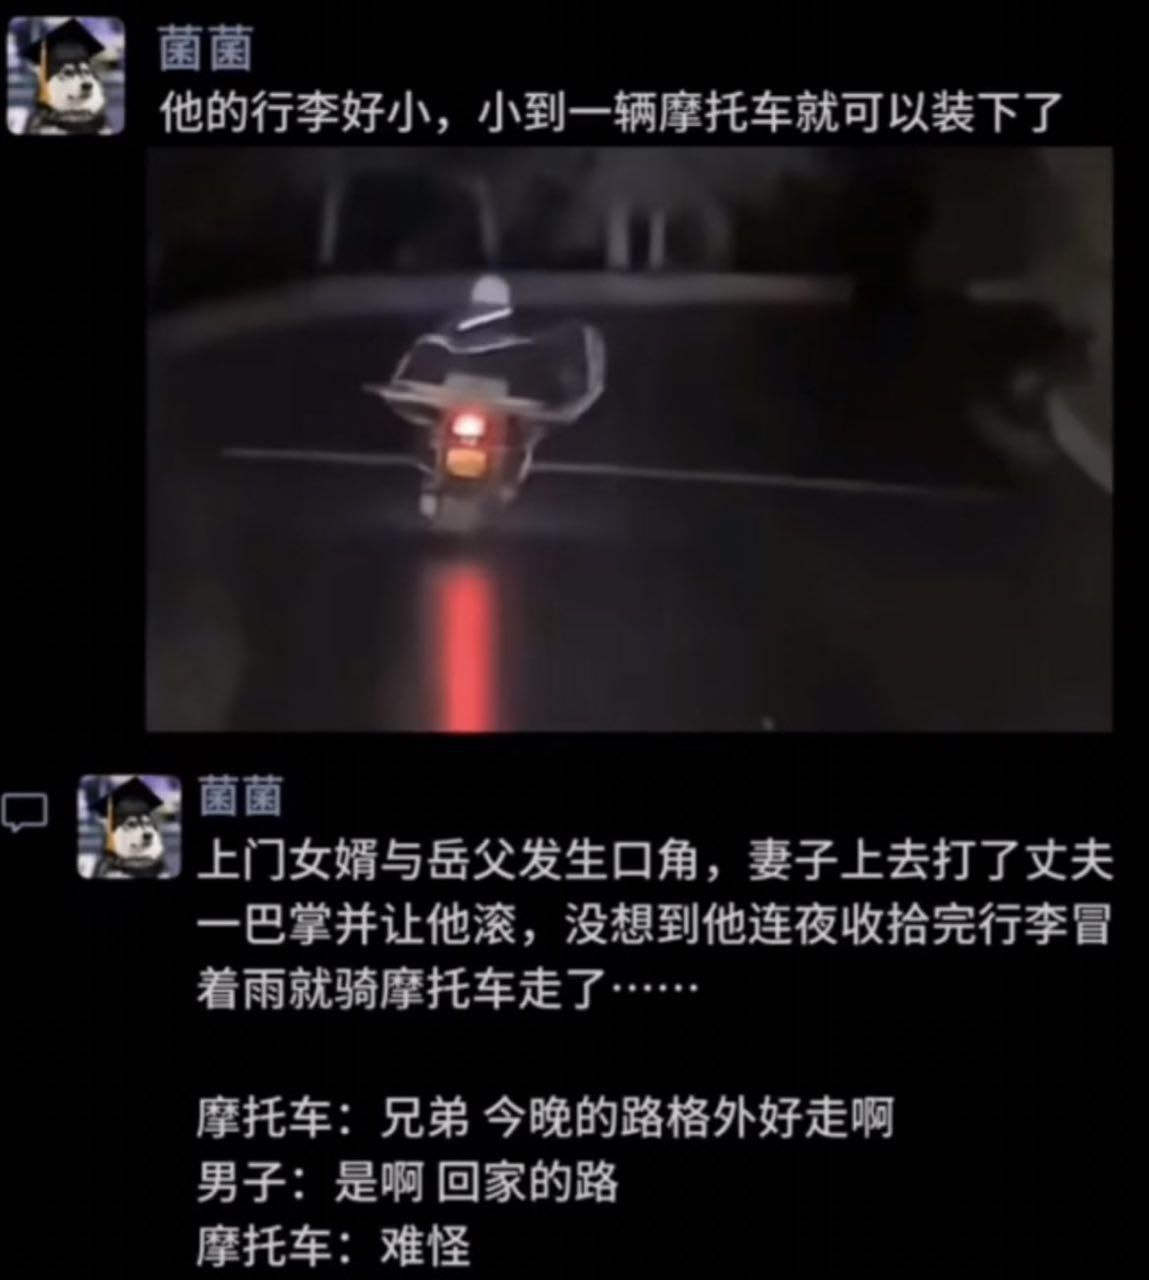 菌菌
他的行李好小，小到一辆摩托车就可以装下了
菌菌
上门女婿与岳父发生口角，妻子上去打了丈夫
一巴掌并让他滚，没想到他连夜收拾完行李冒
着雨就骑摩托车走了……
摩托车：兄弟 今晚的路格外好走啊
男子：是啊 回家的路
摩托车：难怪